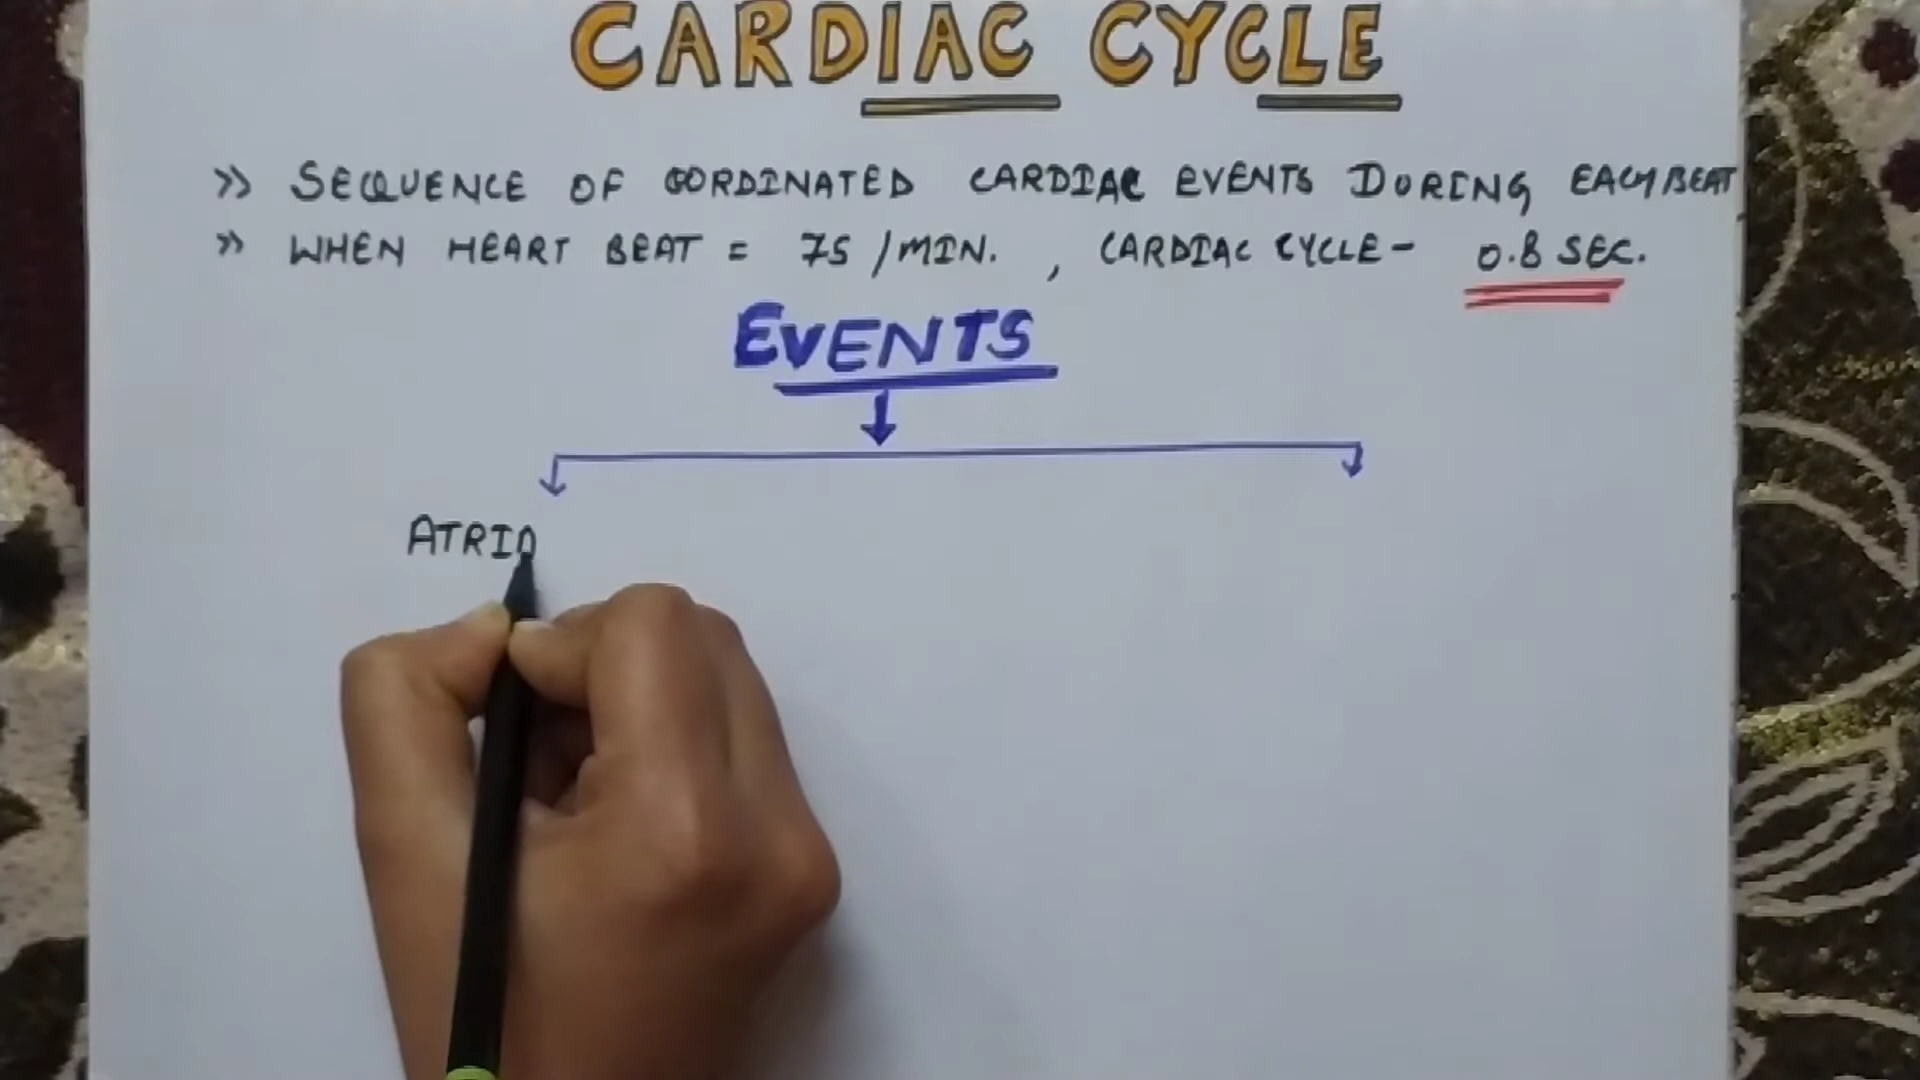 CARDIAC CYCLE
>> SEQUENCE OF CORDINATED CARDIAC EVENTS DURING EACH BEAT
>> WHEN HEART BEAT = 75 /MIN. , CARDIAC CYCLE - 0.8 SEC.
EVENTS
ATRIA